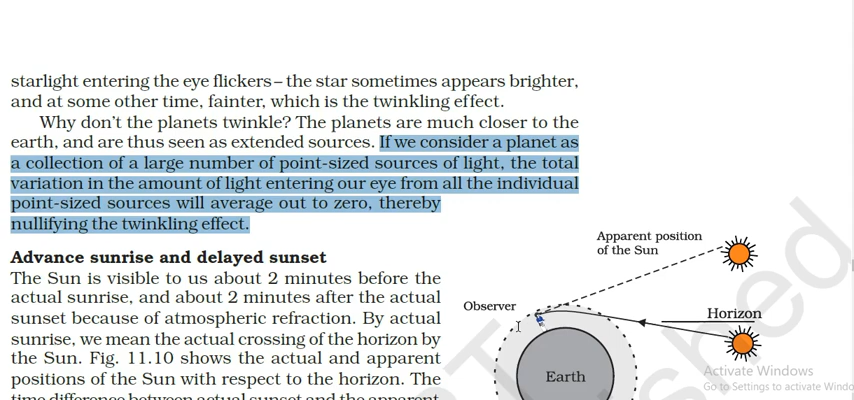 starlight entering the eye flickers – the star sometimes appears brighter,
and at some other time, fainter, which is the twinkling effect.
Why don't the planets twinkle? The planets are much closer to the
earth, and are thus seen as extended sources. If we consider a planet as
a collection of a large number of point-sized sources of light, the total
variation in the amount of light entering our eye from all the individual
point-sized sources will average out to zero, thereby
nullifying the twinkling effect.
Advance sunrise and delayed sunset
The Sun is visible to us about 2 minutes before the
actual sunrise, and about 2 minutes after the actual
sunset because of atmospheric refraction. By actual
sunrise, we mean the actual crossing of the horizon by
the Sun. Fig. 11.10 shows the actual and apparent
positions of the Sun with respect to the horizon. The
time difference between actual sunset and the apparent
Apparent position
of the Sun
Observer
Horizon
Earth
Activate Windows
Go to Settings to activate Windo